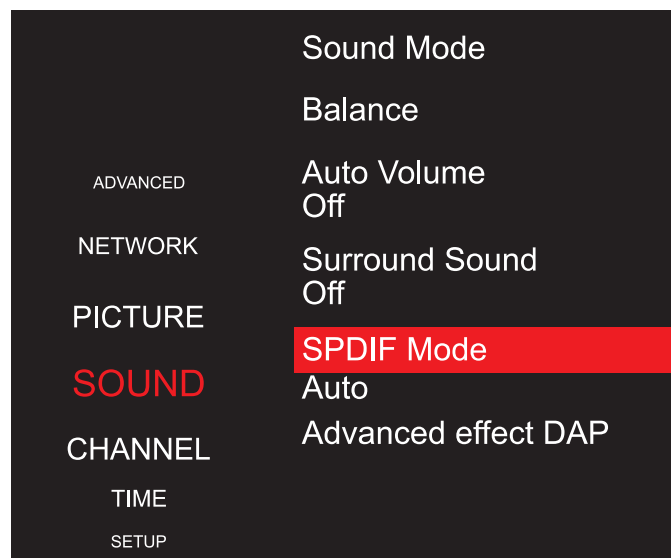 ADVANCED
NETWORK
PICTURE
SOUND
CHANNEL
TIME
SETUP
Sound Mode
Balance
Auto Volume
Off
Surround Sound
Off
SPDIF Mode
Auto
Advanced effect DAP